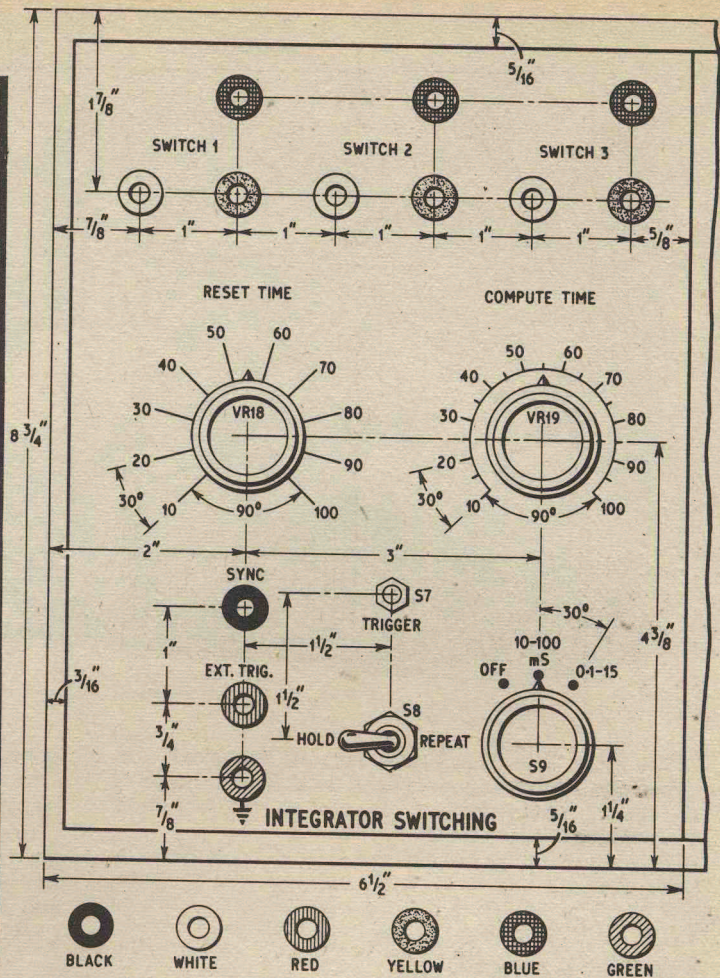 5/16"
1 7/8"
SWITCH 1 SWITCH 2 SWITCH 3
7/8" 1" 1" 1" 1" 1" 5/8"
RESET TIME COMPUTE TIME
10 20 30 40 50 60 70 80 90 100
VR18
30° 90°
10 20 30 40 50 60 70 80 90 100
VR19
30° 90°
8 3/4"
2" 3"
SYNC
S7
TRIGGER
1" 1 1/2"
30°
4 3/8"
10-100
mS
OFF 0·1-15
EXT. TRIG.
3/16"
1 1/2"
S8
HOLD REPEAT
3/4"
S9
1 1/4"
7/8"
INTEGRATOR SWITCHING
5/16"
6 1/2"
BLACK WHITE RED YELLOW BLUE GREEN